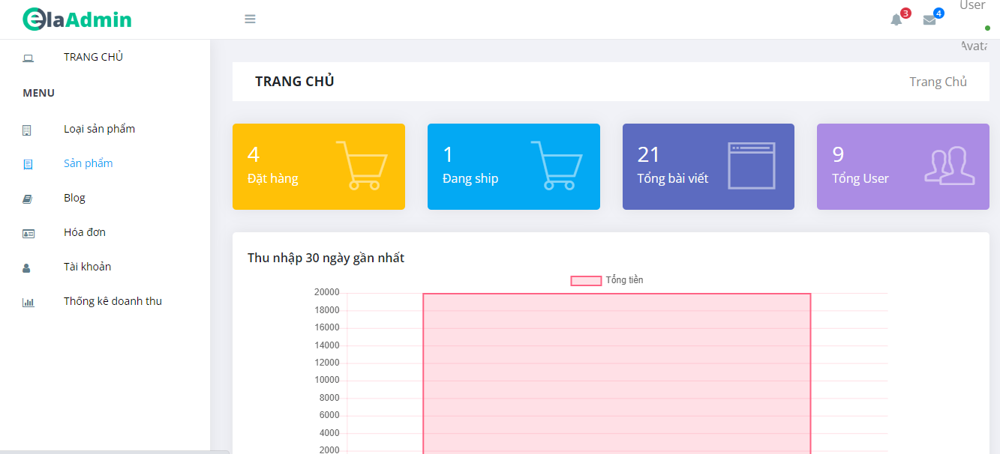 elaAdmin
3
4
User
Avata
TRANG CHỦ
MENU
Loại sản phẩm
Sản phẩm
Blog
Hóa đơn
Tài khoản
Thống kê doanh thu
TRANG CHỦ
Trang Chủ
4
Đặt hàng
1
Đang ship
21
Tổng bài viết
9
Tổng User
Thu nhập 30 ngày gần nhất
Tổng tiền
20000
18000
16000
14000
12000
10000
8000
6000
4000
2000